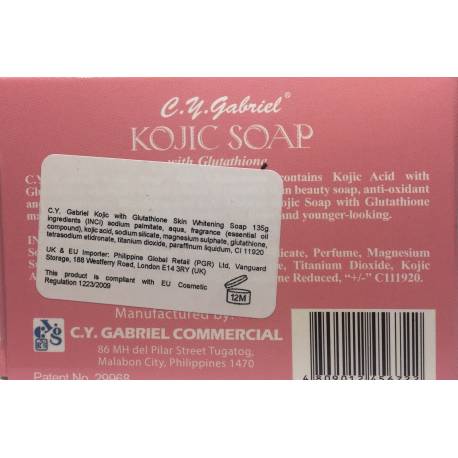 C.Y. Gabriel®
KOJIC SOAP
with Glutathione
contains Kojic Acid with
beauty soap, anti-oxidant
Kojic Soap with Glutathione
and younger-looking.
C.Y. Gabriel Kojic with Glutathione Skin Whitening Soap 135g
ingredients (INCI) sodium palmitate, aqua, fragrance (essential oil
compound), kojic acid, sodium silicate, magnesium sulphate, glutathione,
tetrasodium etidronate, titanium dioxide, paraffinum liquindum, CI 11920
UK & EU Importer: Philippine Global Retail (PGR) Ltd, Vanguard
Storage, 188 Westferry Road, London E14 3RY (UK)
This product is compliant with EU Cosmetic
Regulation 1223/2009
12M
Perfume, Magnesium
Titanium Dioxide, Kojic
Reduced, "+/-" C111920.
Manufactured by:
C.Y. GABRIEL COMMERCIAL
86 MH del Pilar Street Tugatog,
Malabon City, Philippines 1470
Patent No. 29968